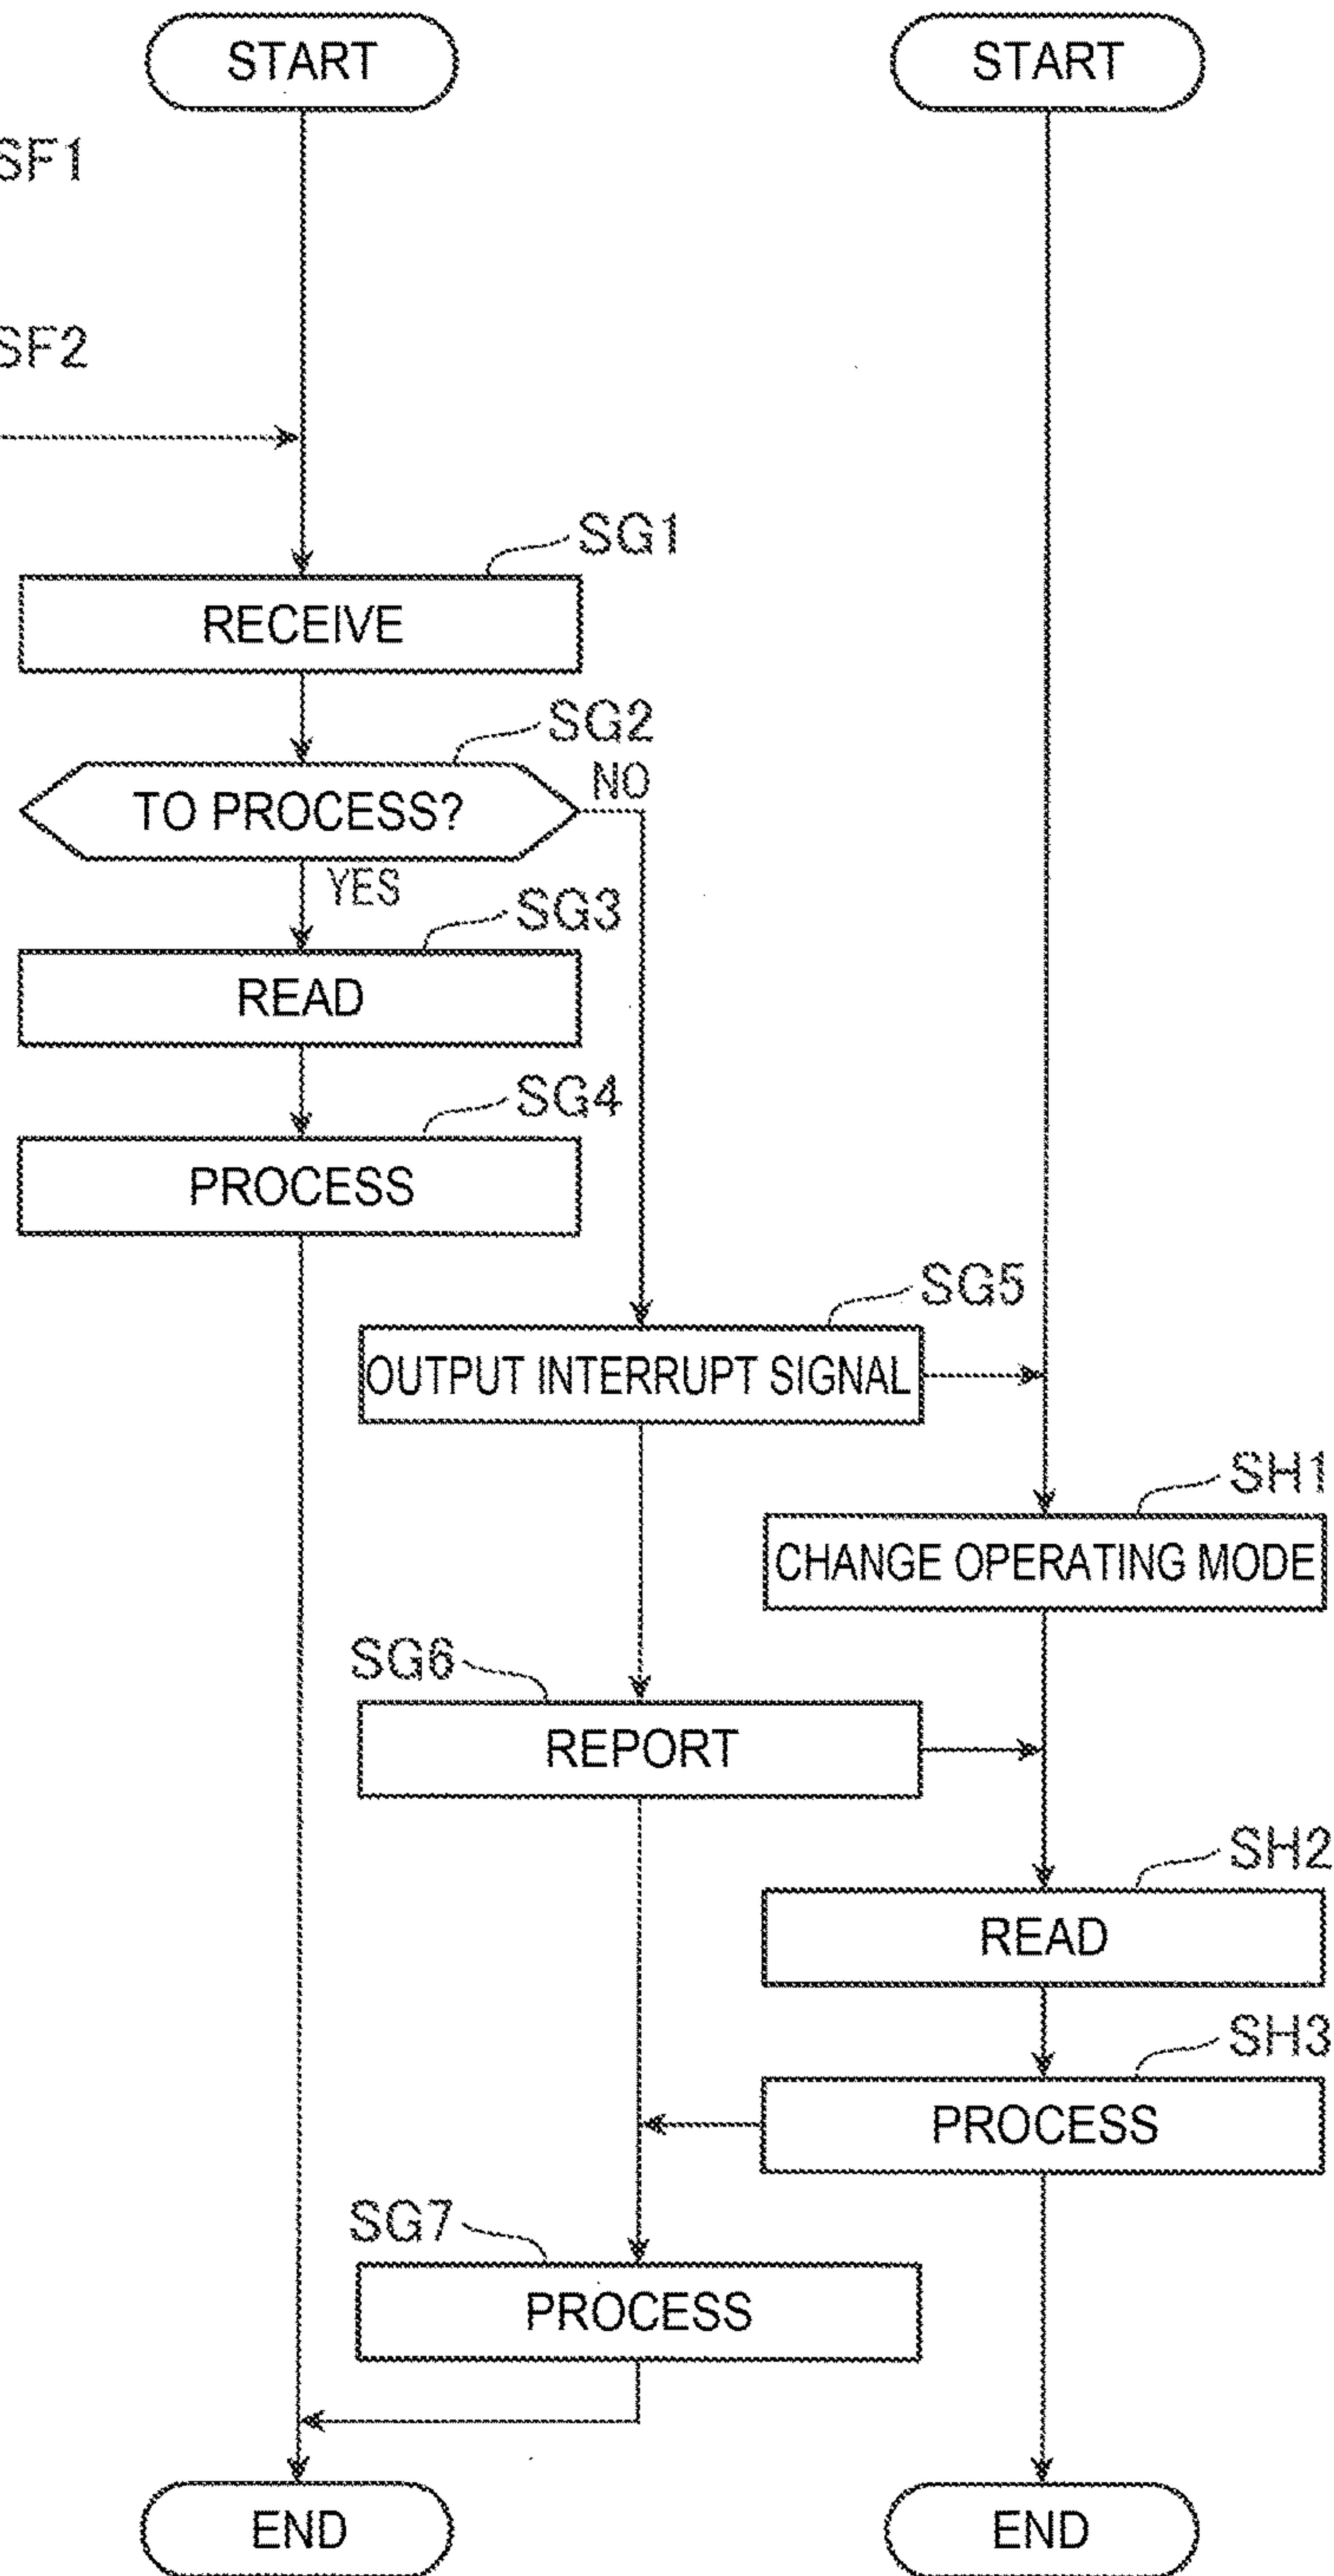 START
START
SF1
SF2
SG1
RECEIVE
SG2
NO
TO PROCESS?
YES
SG3
READ
SG4
PROCESS
SG5
OUTPUT INTERRUPT SIGNAL
SH1
CHANGE OPERATING MODE
SG6
REPORT
SH2
READ
SH3
PROCESS
SG7
PROCESS
END
END